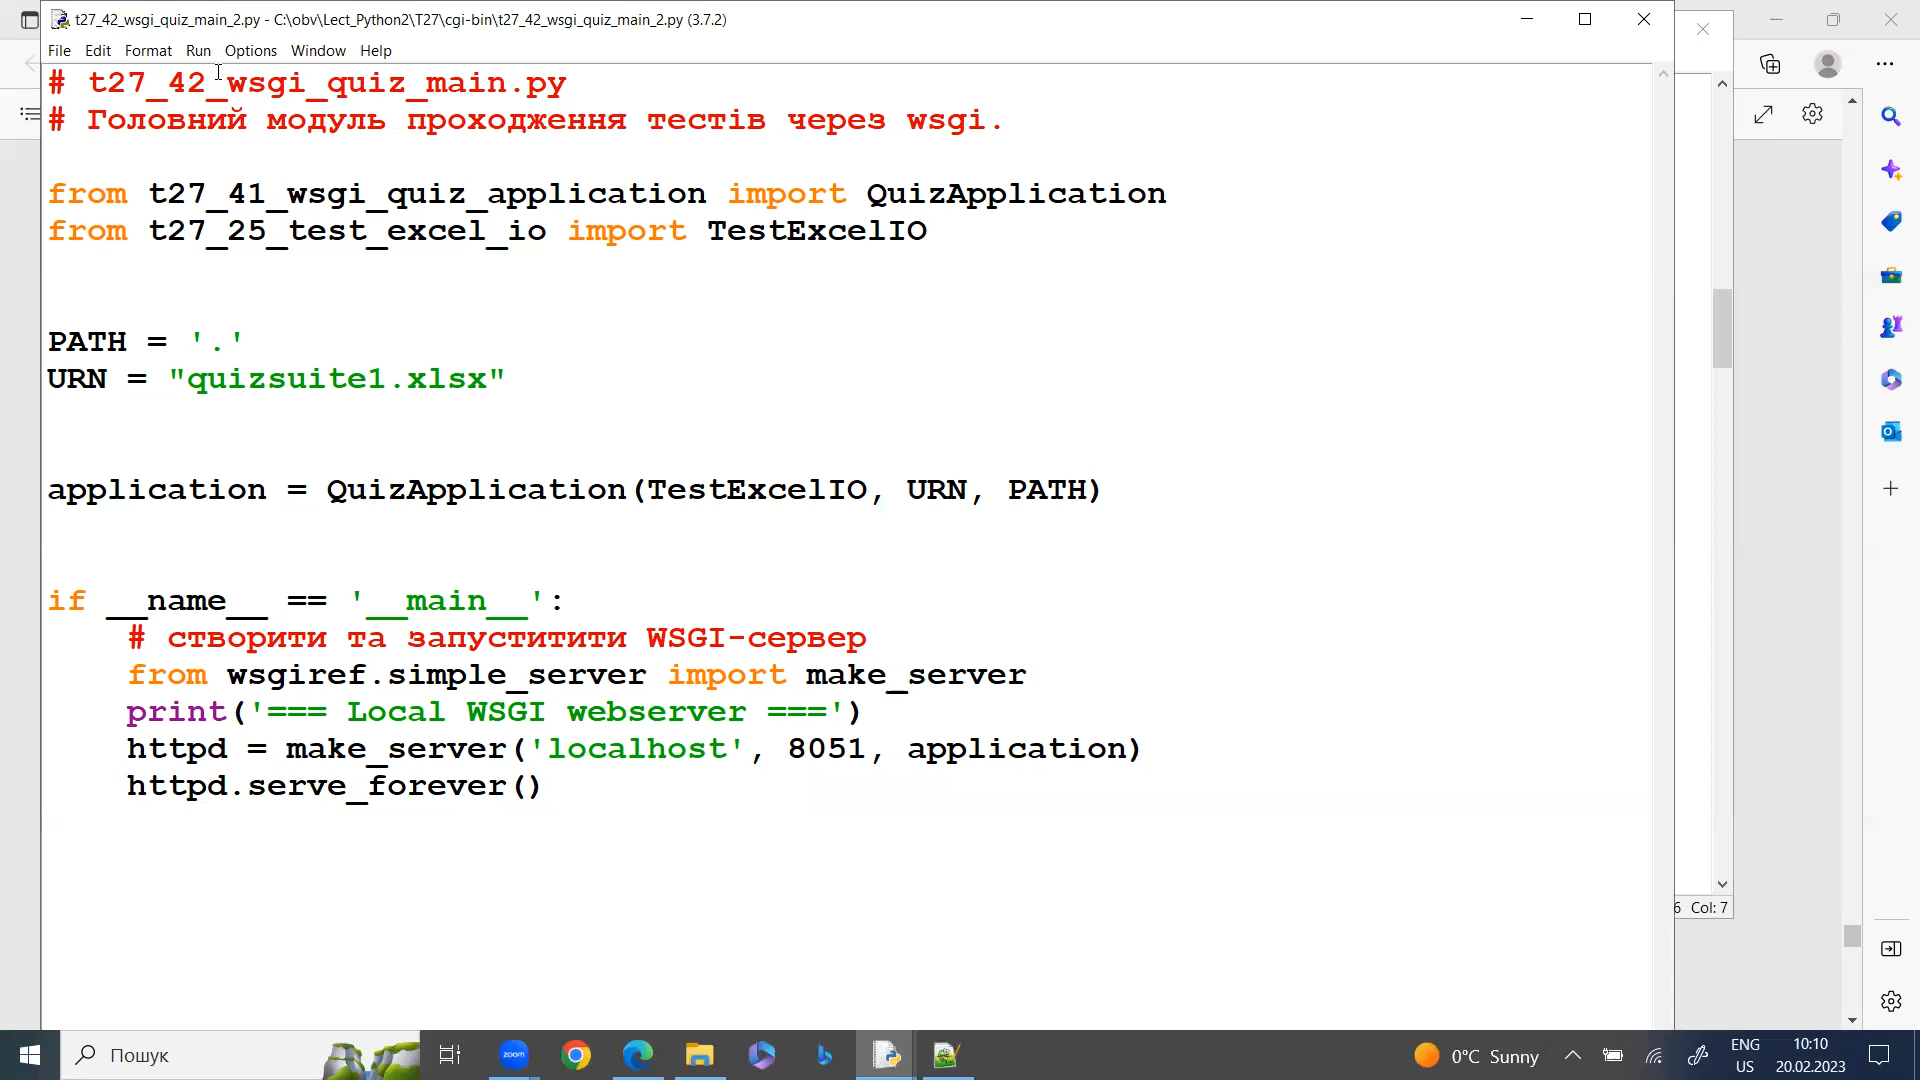 t27_42_wsgi_quiz_main_2.py - C:\obv\Lect_Python2\T27\cgi-bin\t27_42_wsgi_quiz_main_2.py (3.7.2)
File Edit Format Run Options Window Help
# t27_42_wsgi_quiz_main.py
# Головний модуль проходження тестів через wsgi.
from t27_41_wsgi_quiz_application import QuizApplication
from t27_25_test_excel_io import TestExcelIO
PATH = '.'
URN = "quizsuite1.xlsx"
application = QuizApplication(TestExcelIO, URN, PATH)
if __name__ == '__main__':
# створити та запуститити WSGI-сервер
from wsgiref.simple_server import make_server
print('=== Local WSGI webserver ===')
httpd = make_server('localhost', 8051, application)
httpd.serve_forever()
6 Col: 7
Пошук
zoom
0°C Sunny
ENG
US
10:10
20.02.2023